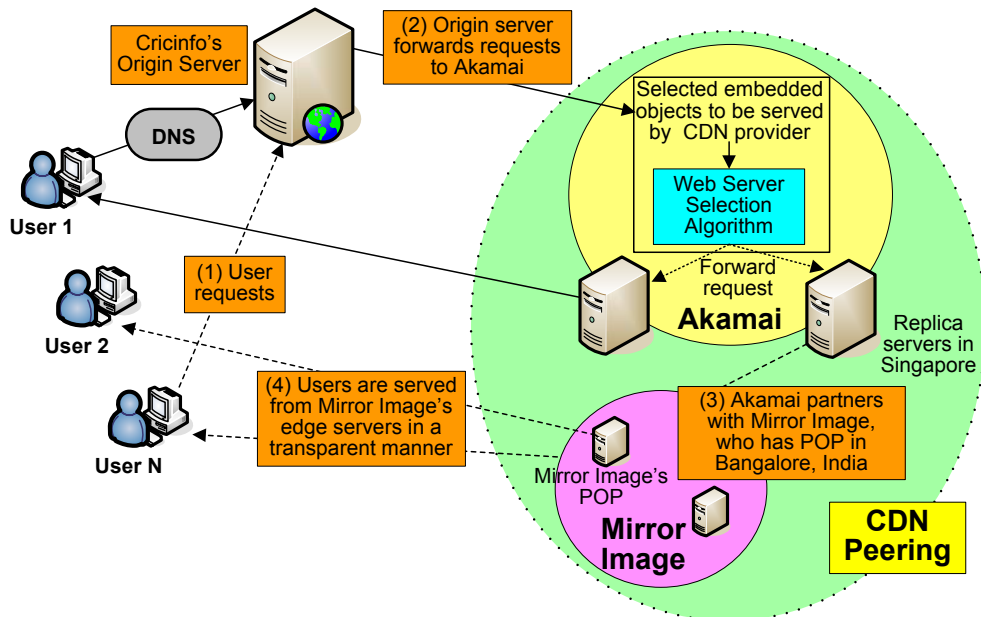 Cricinfo's
Origin Server
(2) Origin server
forwards requests
to Akamai
DNS
Selected embedded
objects to be served
by CDN provider
Web Server
Selection
Algorithm
User 1
(1) User
requests
Forward
request
Akamai
User 2
Replica
servers in
Singapore
(4) Users are served
from Mirror Image's
edge servers in a
transparent manner
(3) Akamai partners
with Mirror Image,
who has POP in
Bangalore, India
User N
Mirror Image's
POP
Mirror
Image
CDN
Peering